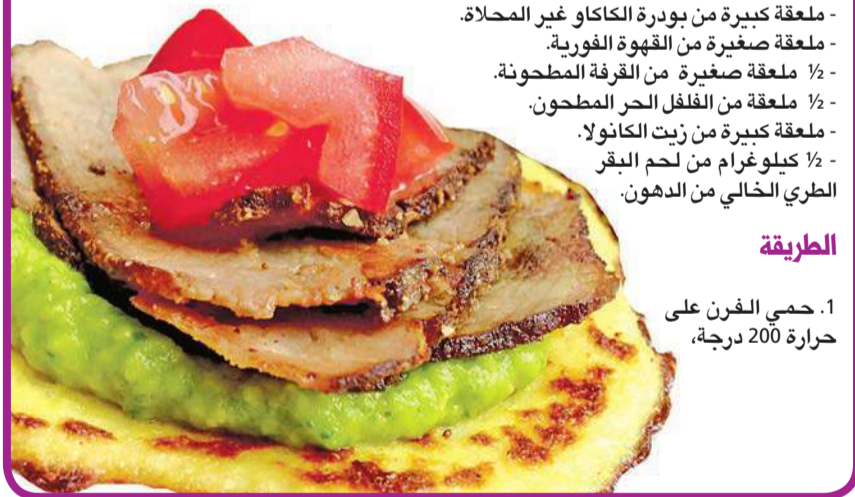 - ملعقة كبيرة من بودرة الكاكاو غير المحلاة.
- ملعقة صغيرة من القهوة الفورية.
- ½ ملعقة صغيرة من القرفة المطحونة.
- ½ ملعقة من الفلفل الحر المطحون.
- ملعقة كبيرة من زيت الكانولا.
- ½ كيلوغرام من لحم البقر
الطري الخالي من الدهون.
الطريقة
1. حمي الفرن على
حرارة 200 درجة،